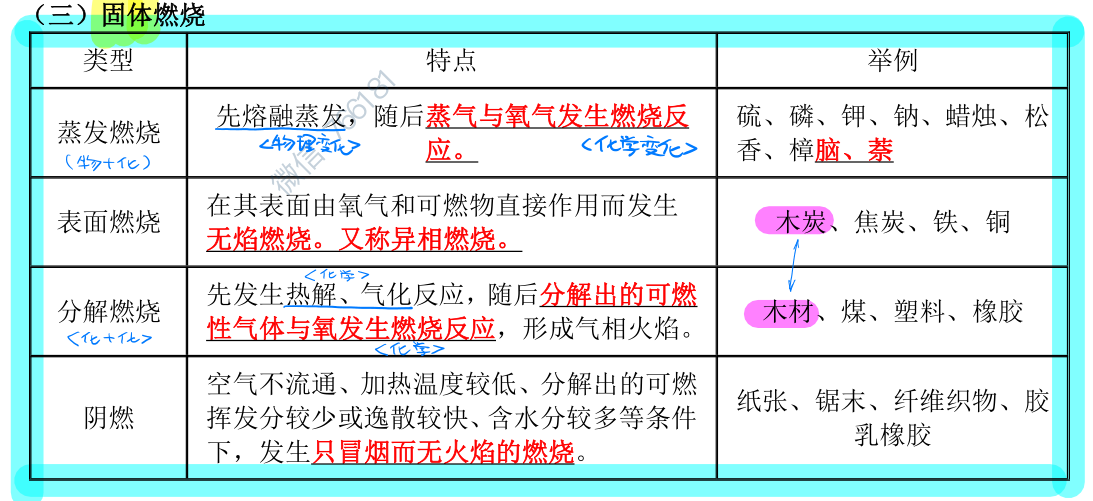 （三）固体燃烧
类型 特点 举例
蒸发燃烧
（物+化）
先熔融蒸发，随后蒸气与氧气发生燃烧反
应。
<物理变化> <化学变化>
硫、磷、钾、钠、蜡烛、松
香、樟脑、萘
表面燃烧
在其表面由氧气和可燃物直接作用而发生
无焰燃烧。又称异相燃烧。
木炭、焦炭、铁、铜
分解燃烧
<化+化>
<化学>
先发生热解、气化反应，随后分解出的可燃
性气体与氧发生燃烧反应，形成气相火焰。
<化学>
木材、煤、塑料、橡胶
阴燃
空气不流通、加热温度较低、分解出的可燃
挥发分较少或逸散较快、含水分较多等条件
下，发生只冒烟而无火焰的燃烧。
纸张、锯末、纤维织物、胶
乳橡胶